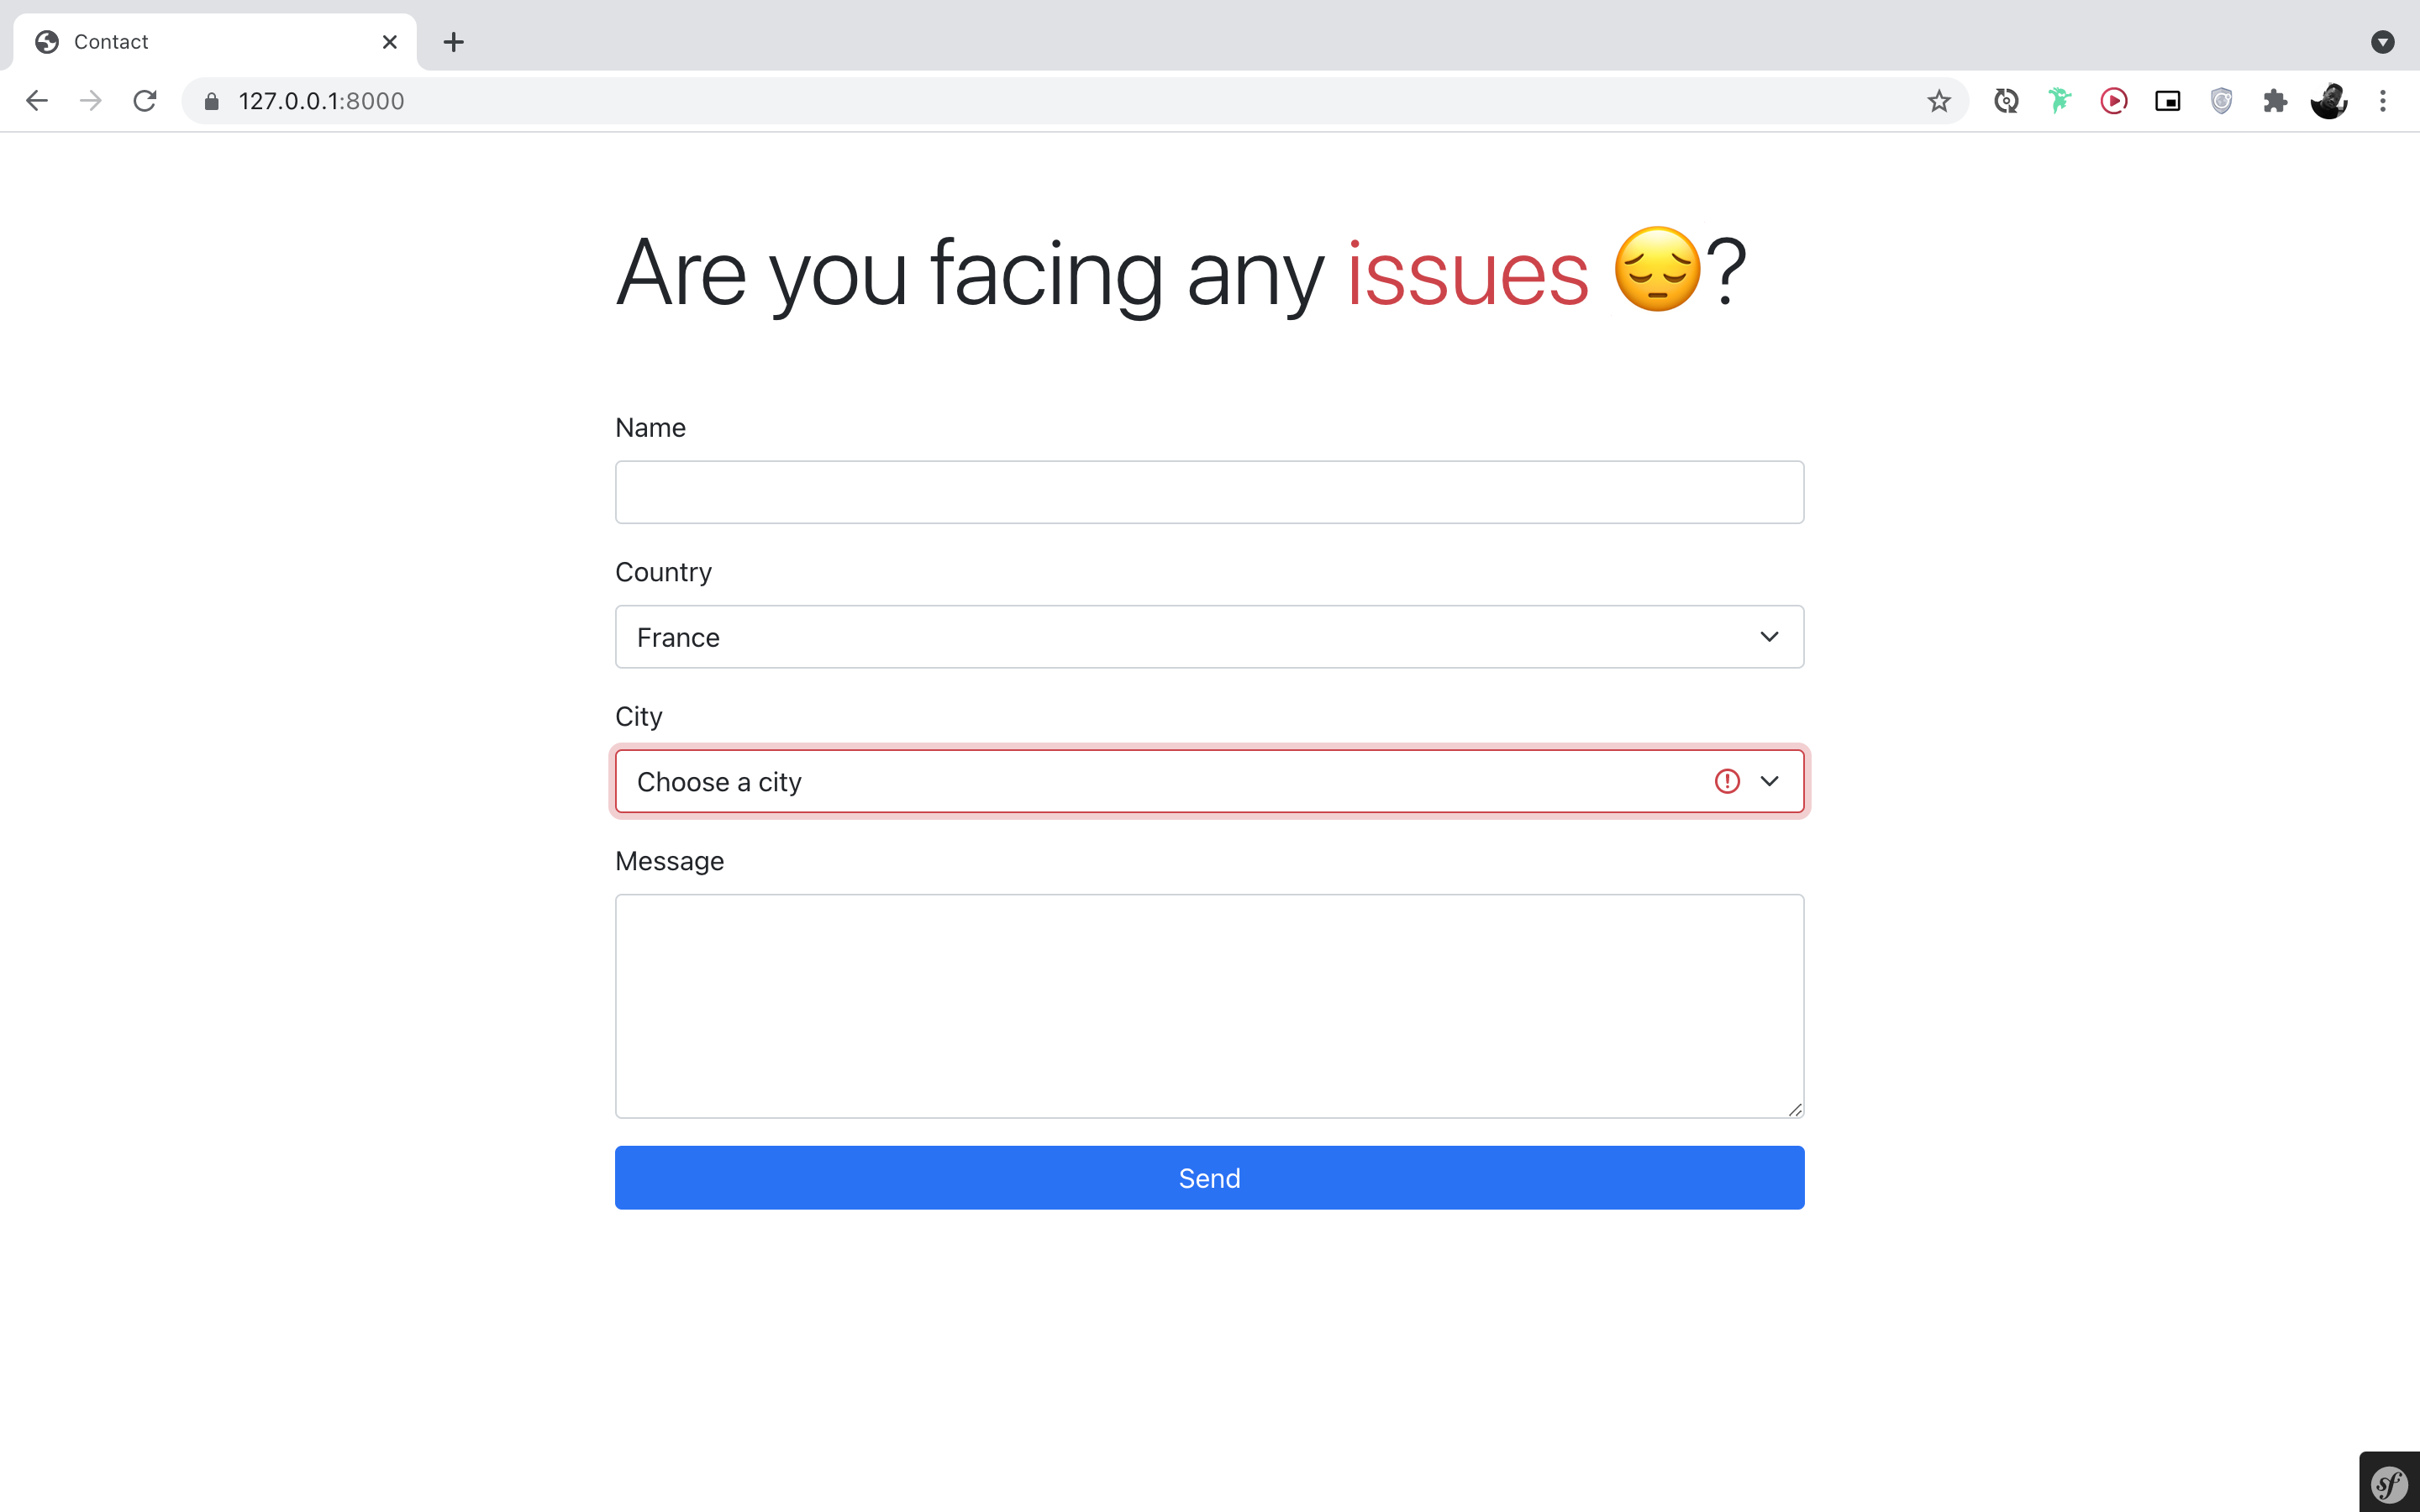 Contact
127.0.0.1:8000
Are you facing any issues 😔?
Name
Country
France
City
Choose a city
Message
Send
sf